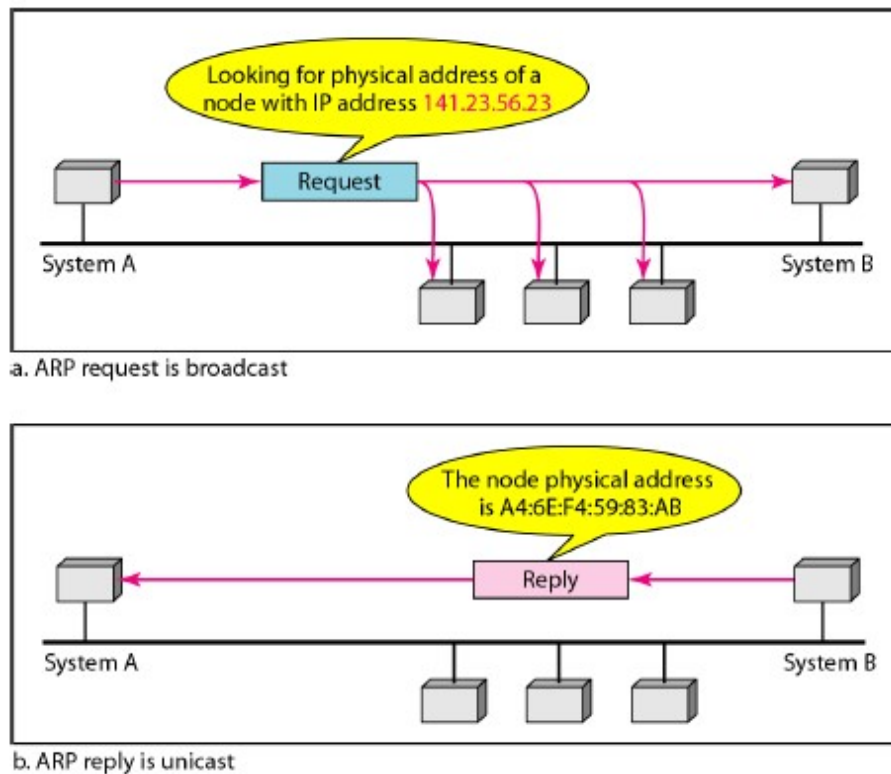 Looking for physical address of a
node with IP address 141.23.56.23
Request
System A
System B
a. ARP request is broadcast
The node physical address
is A4:6E:F4:59:83:AB
Reply
System A
System B
b. ARP reply is unicast